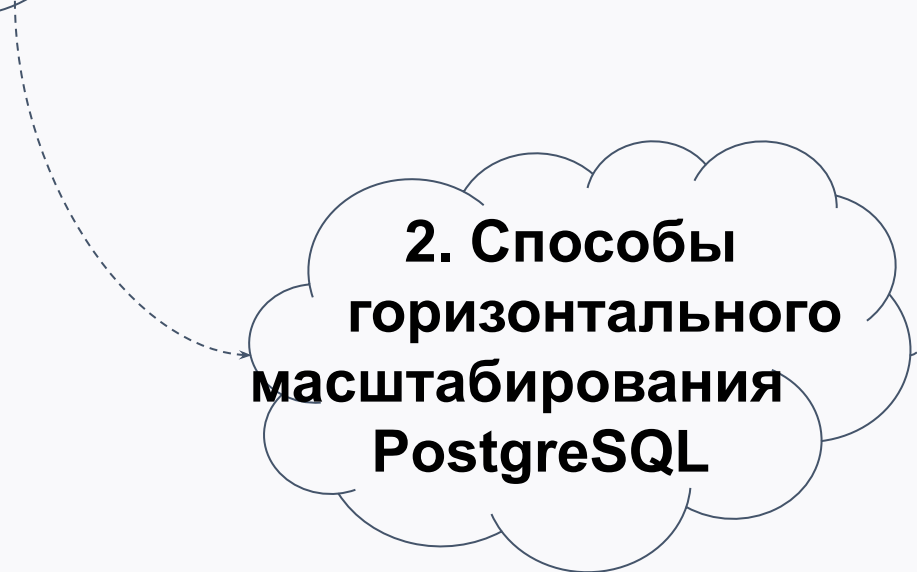 2. Способы
горизонтального
масштабирования
PostgreSQL